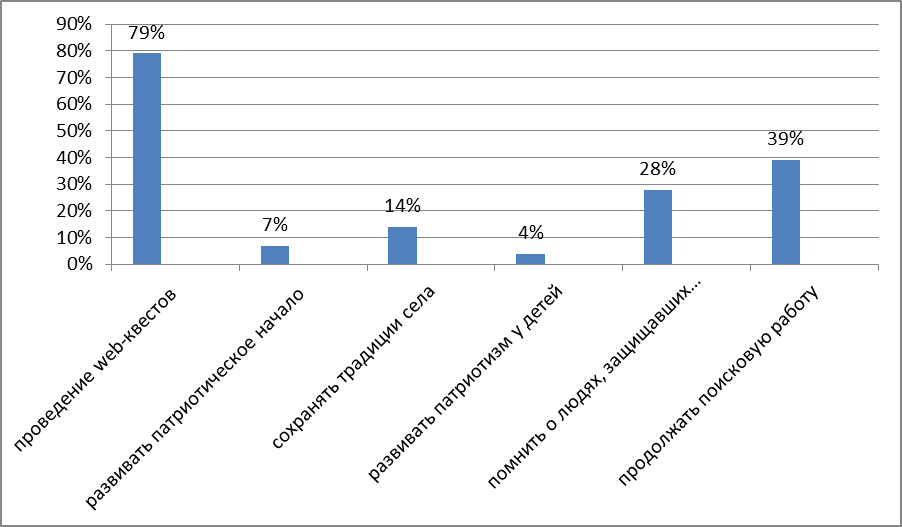 90%
80%
70%
60%
50%
40%
30%
20%
10%
0%
79%
7%
14%
4%
28%
39%
проведение web-квестов
развивать патриотическое начало
сохранять традиции села
развивать патриотизм у детей
помнить о людях, защищавших...
продолжать поисковую работу